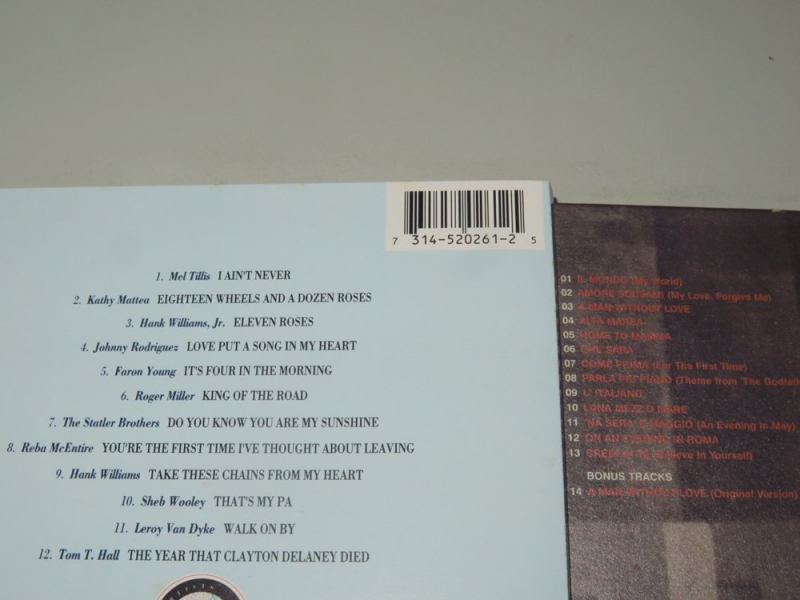 7 314-520261-2 5
1. Mel Tillis I AIN'T NEVER
2. Kathy Mattea EIGHTEEN WHEELS AND A DOZEN ROSES
3. Hank Williams, Jr. ELEVEN ROSES
4. Johnny Rodriguez LOVE PUT A SONG IN MY HEART
5. Faron Young IT'S FOUR IN THE MORNING
6. Roger Miller KING OF THE ROAD
7. The Statler Brothers DO YOU KNOW YOU ARE MY SUNSHINE
8. Reba McEntire YOU'RE THE FIRST TIME I'VE THOUGHT ABOUT LEAVING
9. Hank Williams TAKE THESE CHAINS FROM MY HEART
10. Sheb Wooley THAT'S MY PA
11. Leroy Van Dyke WALK ON BY
12. Tom T. Hall THE YEAR THAT CLAYTON DELANEY DIED
01 IL MONDO (My World)
02 AMORE SCUSAMI (My Love, Forgive Me)
03 A MAN WITHOUT LOVE
04 ALTA MAREA
05 HOME TO MAMMA
06 CHE SARA
07 COME PRIMA (For The First Time)
08 PARLA PIU PIANO (Theme from 'The Godfath
09 L' ITALIANO
10 LUNA MEZZ O MARE
11 'NA SERA 'E MAGGIO (An Evening in May)
12 ON AN EVENING IN ROMA
13 (Believe In Yourself)
BONUS TRACKS
14 A MAN WITHOUT LOVE (Original Version)